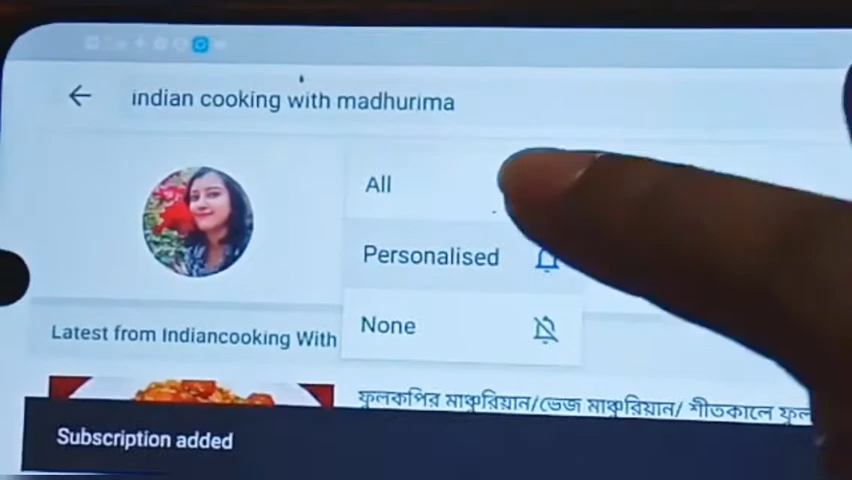 indian cooking with madhurima
All
Personalised
None
Latest from Indiancooking With
ফুলকপির মাঞ্চুরিয়ান/ভেজ মাঞ্চুরিয়ান/ শীতকালে ফুল
Subscription added